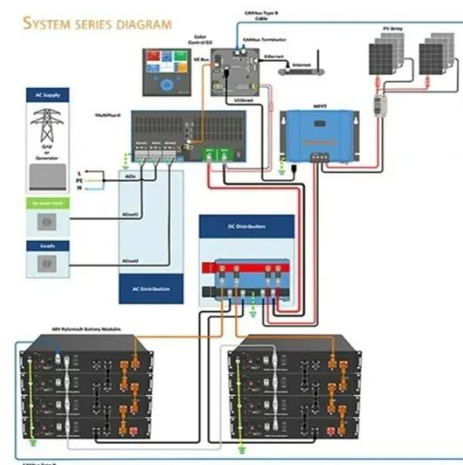 SYSTEM SERIES DIAGRAM
CANbus Type B
Cable
Color
Control GX
CANbus Terminator
PV Array
VE Bus
Ethernet
Internet
AC Supply
VE.Direct
MPPT
MultiPlus-II
Grid
or
Generator
L
PE
N
ACin
ACout1
DC Distribution
Loads
ACout2
AC Distribution
48V Pylontech Battery Modules
CANbus Type B